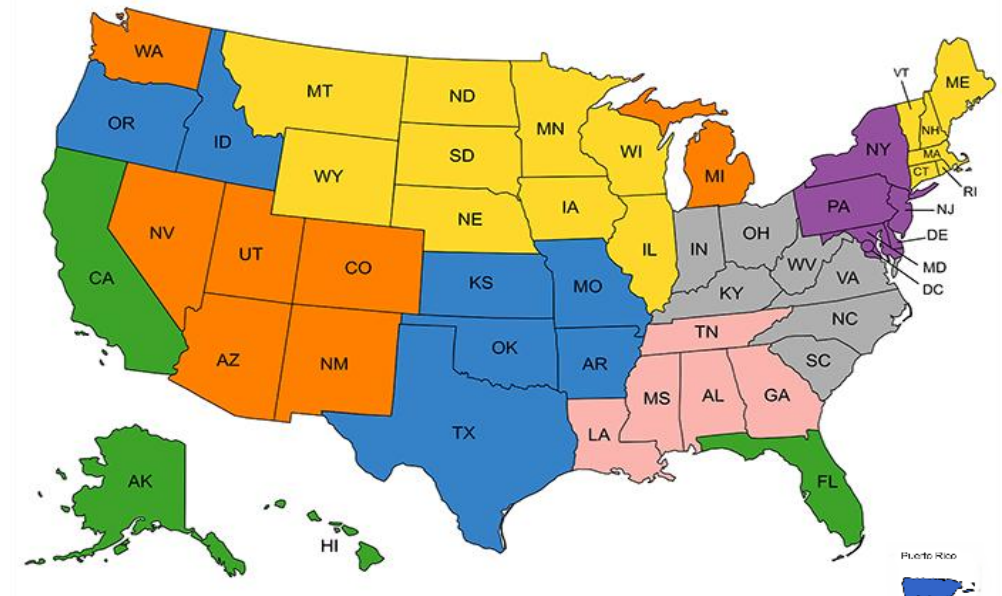 WA
MT
ND
MN
VT
ME
OR
ID
SD
WI
NY
NH
MA
CT
RI
WY
MI
NE
IA
PA
NJ
NV
UT
CO
IL
IN
OH
DE
WV
MD
CA
KS
MO
VA
DC
KY
NC
AZ
NM
OK
TN
AR
SC
MS
AL
GA
TX
LA
AK
FL
HI
Puerto Rico